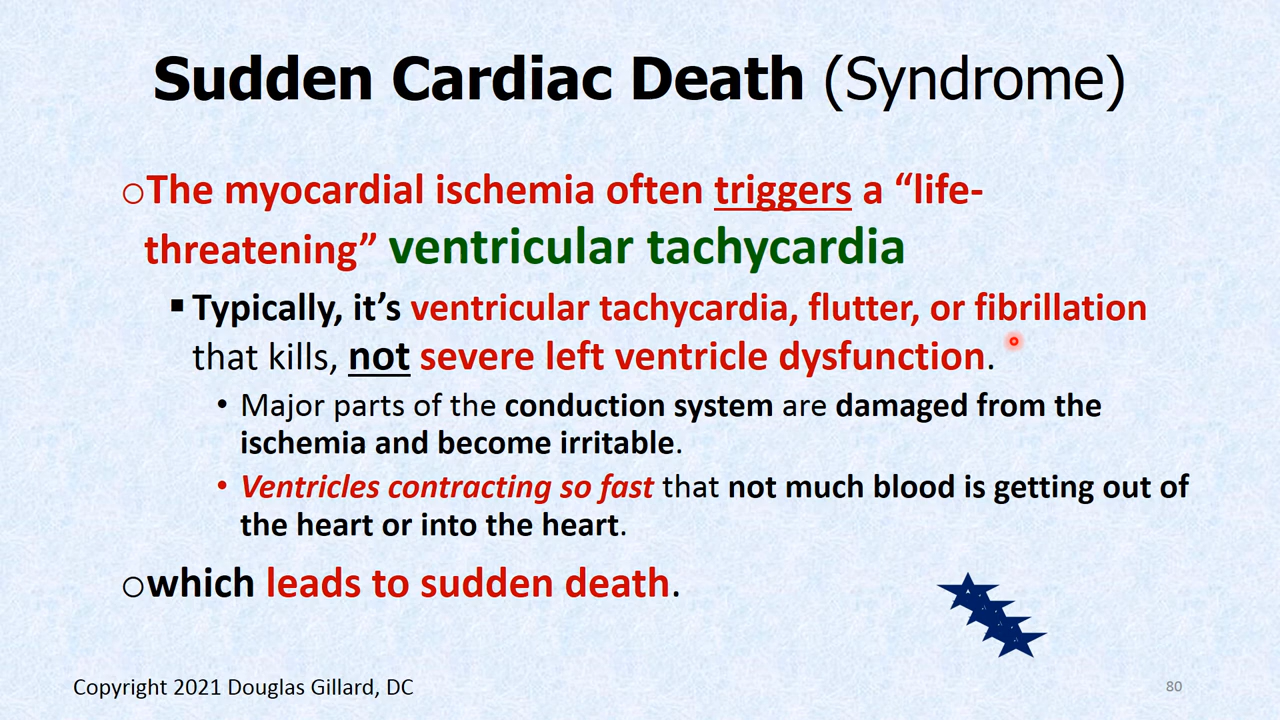 Sudden Cardiac Death (Syndrome)
○The myocardial ischemia often triggers a “life-
threatening” ventricular tachycardia
▪ Typically, it’s ventricular tachycardia, flutter, or fibrillation
that kills, not severe left ventricle dysfunction.
• Major parts of the conduction system are damaged from the
ischemia and become irritable.
• Ventricles contracting so fast that not much blood is getting out of
the heart or into the heart.
○which leads to sudden death.
Copyright 2021 Douglas Gillard, DC
80